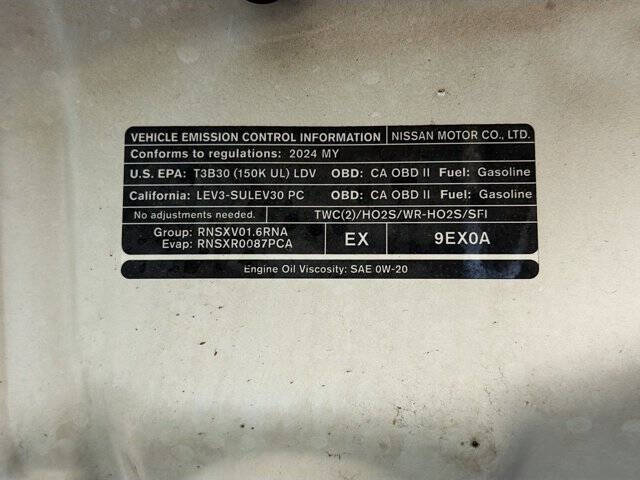 VEHICLE EMISSION CONTROL INFORMATION NISSAN MOTOR CO., LTD.
Conforms to regulations: 2024 MY
U.S. EPA: T3B30 (150K UL) LDV OBD: CA OBD II Fuel: Gasoline
California: LEV3-SULEV30 PC OBD: CA OBD II Fuel: Gasoline
No adjustments needed. TWC(2)/HO2S/WR-HO2S/SFI
Group: RNSXV01.6RNA
Evap: RNSXR0087PCA
EX 9EX0A
Engine Oil Viscosity: SAE 0W-20